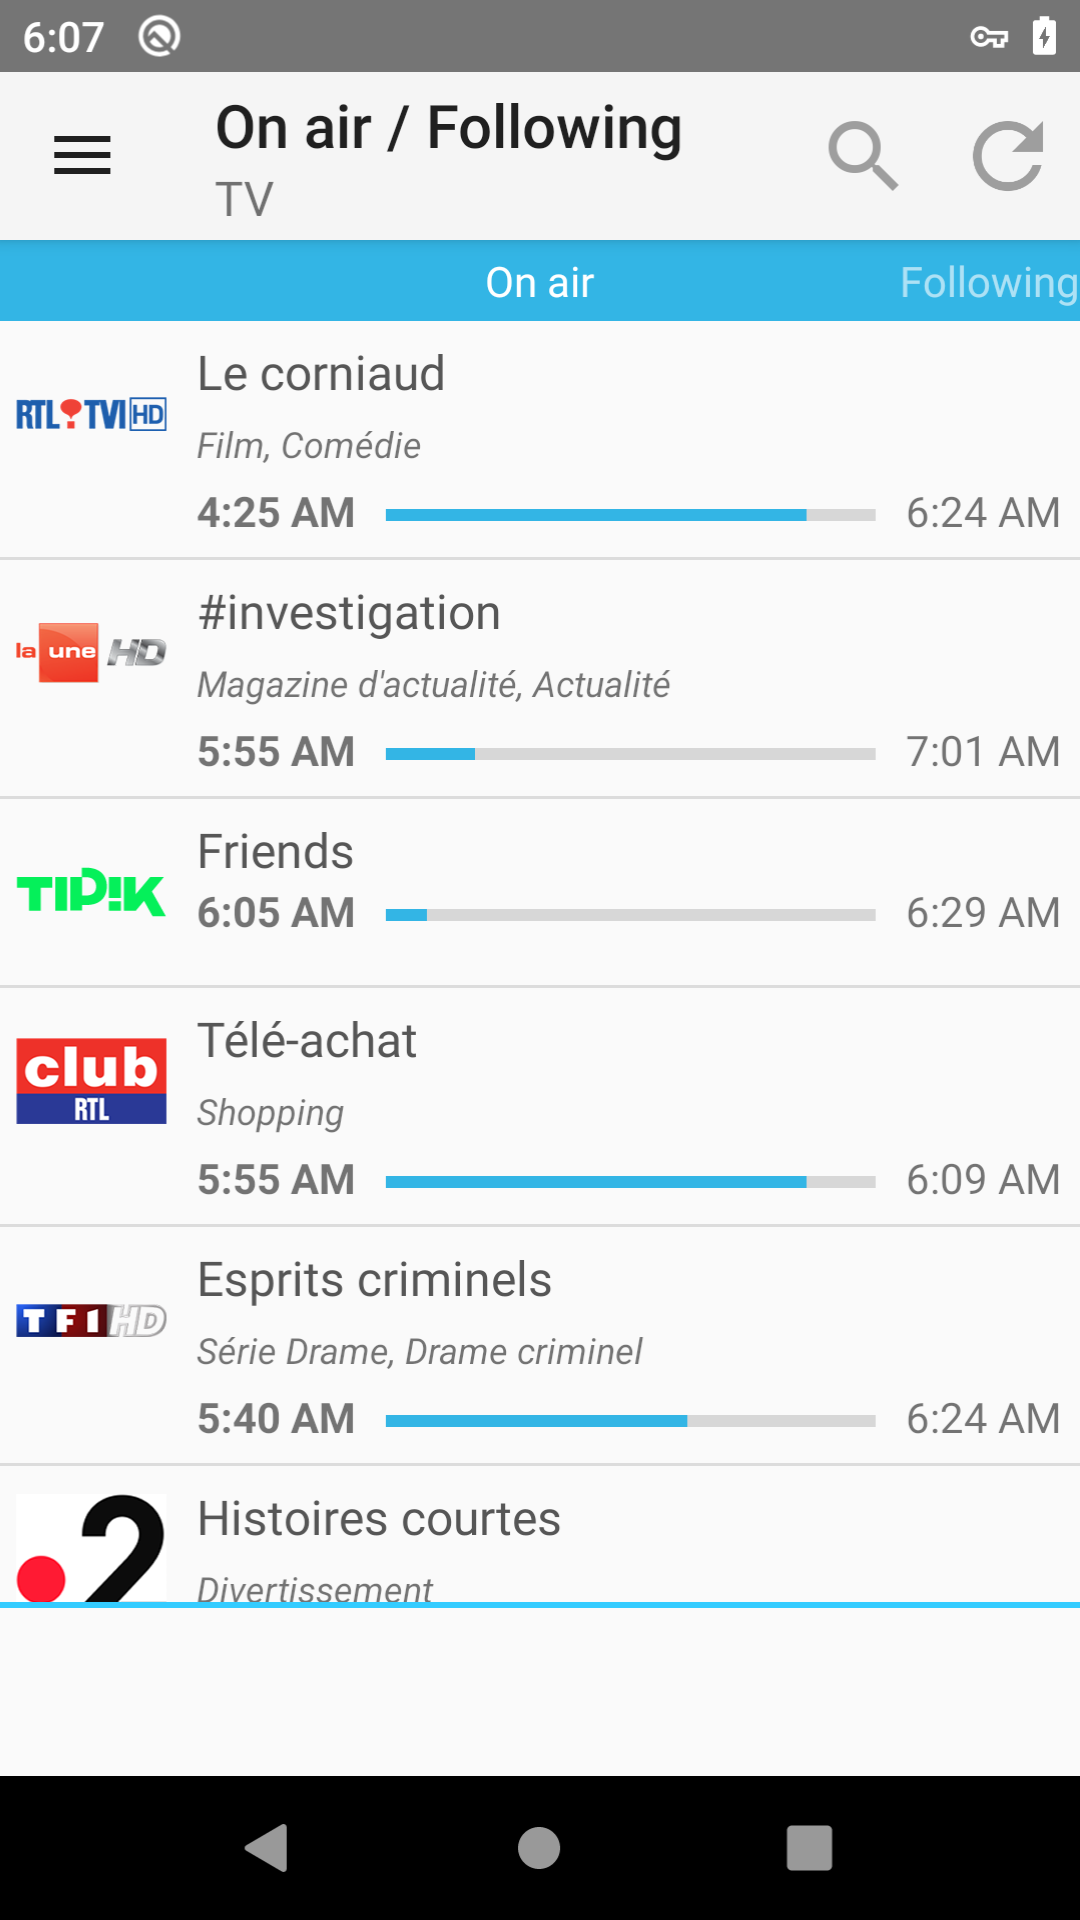 6:07
On air / Following
TV
On air
Following
Le corniaud
RTL TVI HD
Film, Comédie
4:25 AM
6:24 AM
#investigation
la une HD
Magazine d'actualité, Actualité
5:55 AM
7:01 AM
Friends
TIPIK
6:05 AM
6:29 AM
Télé-achat
club
RTL
Shopping
5:55 AM
6:09 AM
Esprits criminels
TF1 HD
Série Drame, Drame criminel
5:40 AM
6:24 AM
Histoires courtes
2
Divertissement